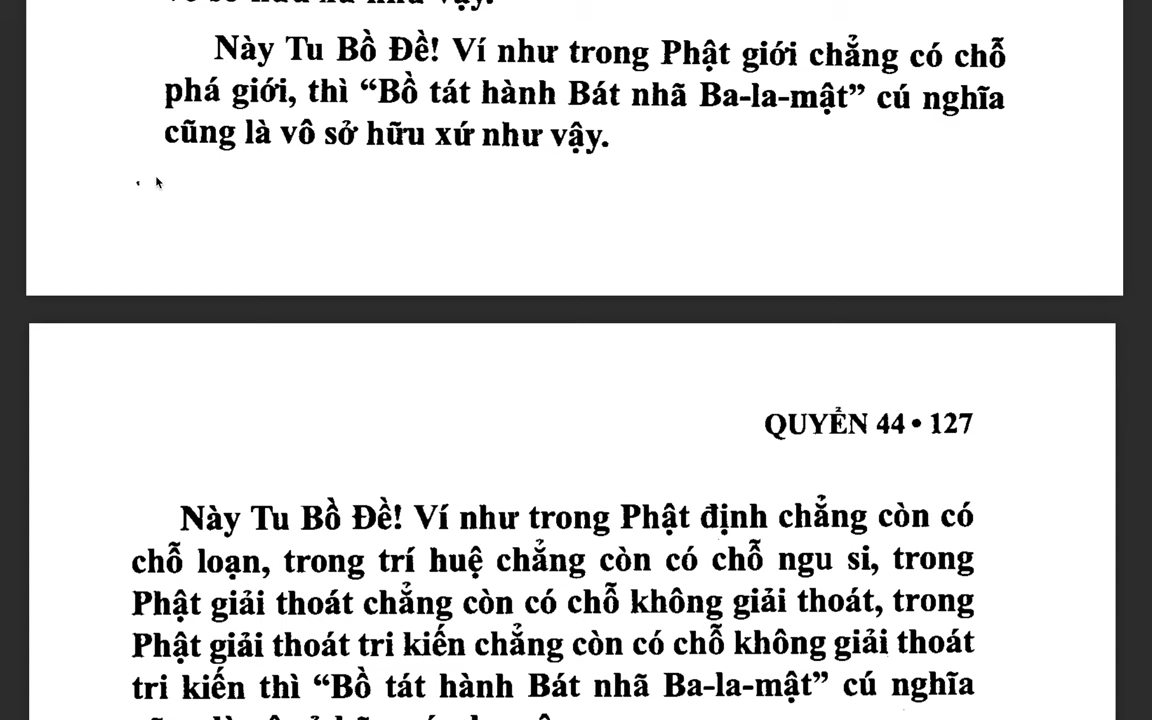 Này Tu Bồ Đề! Ví như trong Phật giới chẳng có chỗ
phá giới, thì “Bồ tát hành Bát nhã Ba-la-mật” cú nghĩa
cũng là vô sở hữu xứ như vậy.
QUYỂN 44 • 127
Này Tu Bồ Đề! Ví như trong Phật định chẳng còn có
chỗ loạn, trong trí huệ chẳng còn có chỗ ngu si, trong
Phật giải thoát chẳng còn có chỗ không giải thoát, trong
Phật giải thoát tri kiến chẳng còn có chỗ không giải thoát
tri kiến thì “Bồ tát hành Bát nhã Ba-la-mật” cú nghĩa